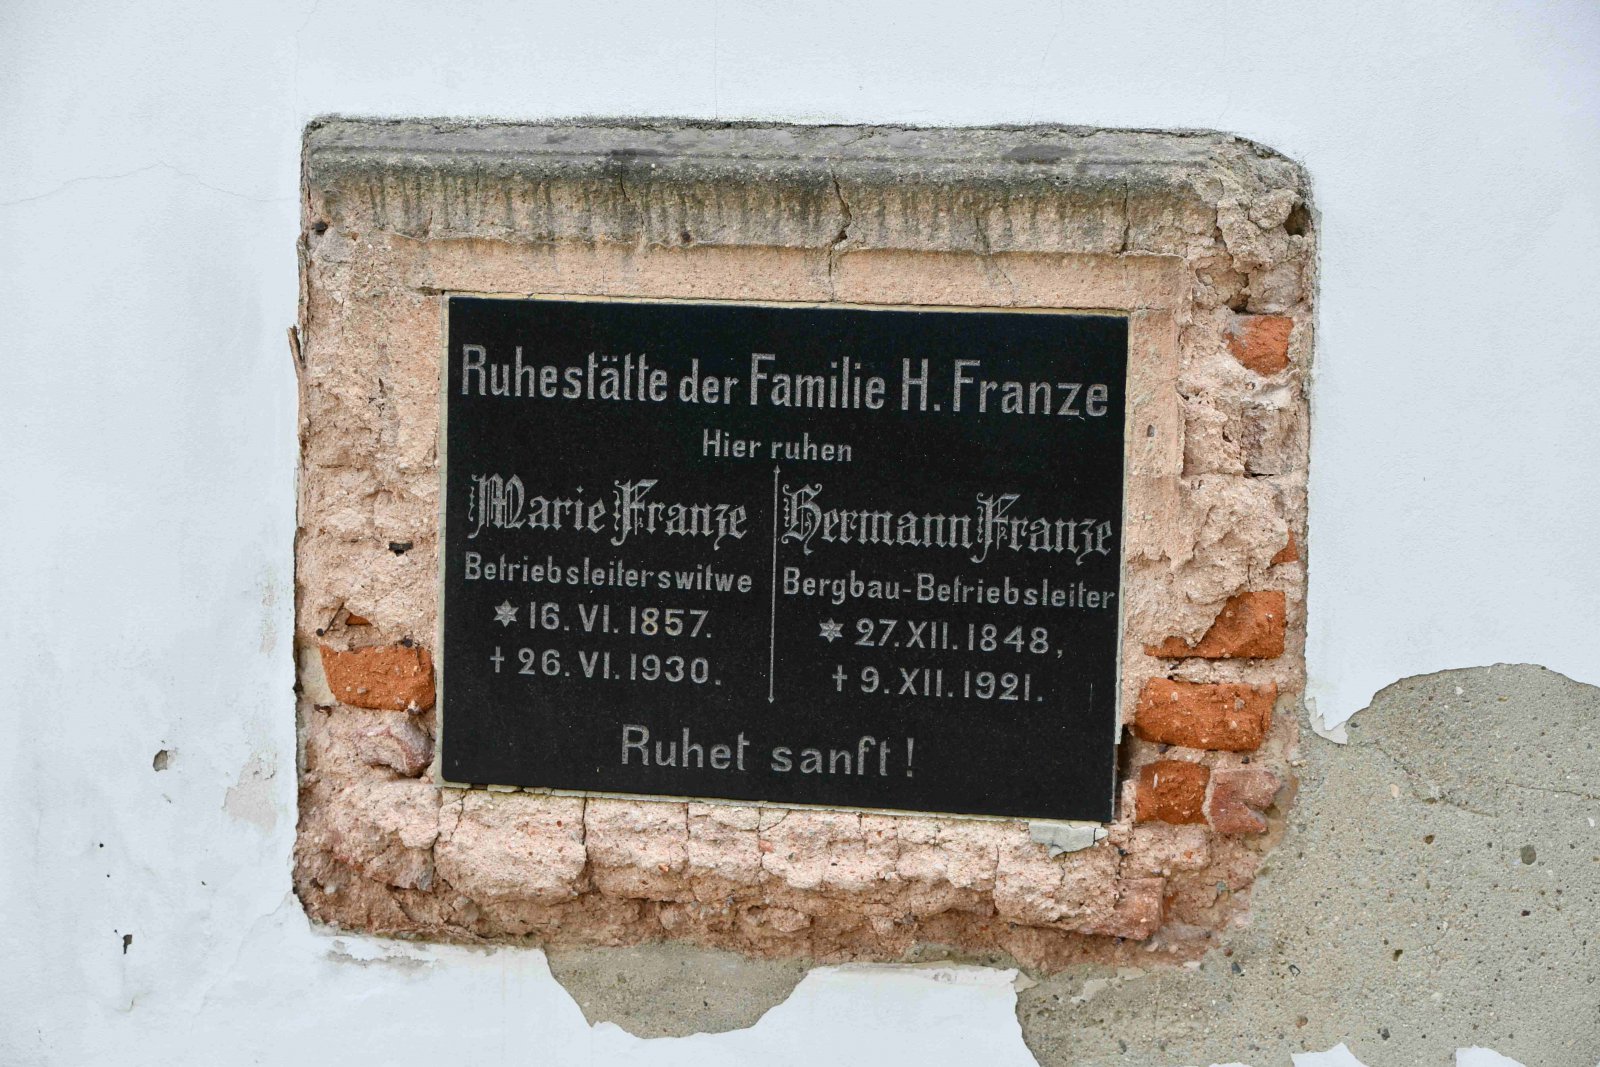 Ruhestätte der Familie H. Franze
Hier ruhen
Marie Franze
Betriebsleiterswitwe
✶ 16. VI. 1857.
† 26. VI. 1930.
Hermann Franze
Bergbau-Betriebsleiter
✶ 27. XII. 1848,
† 9. XII. 1921.
Ruhet sanft!